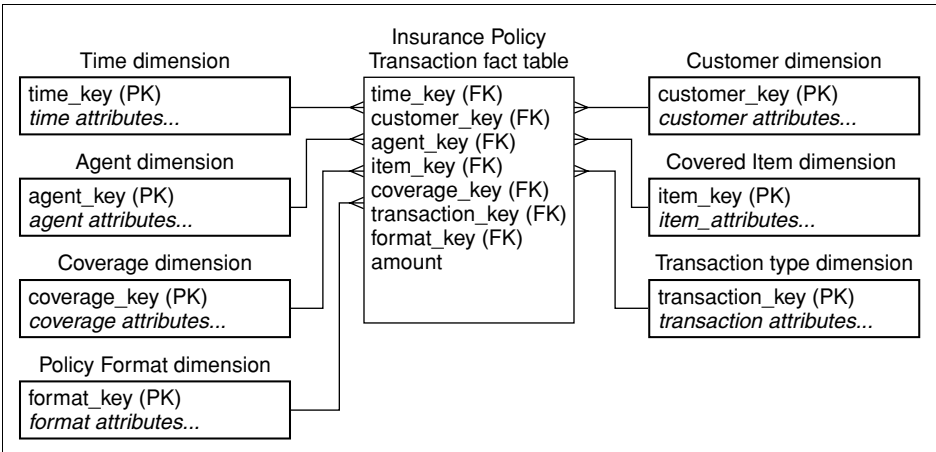 Insurance Policy
Transaction fact table
Time dimension
time_key (PK)
time attributes...
Agent dimension
agent_key (PK)
agent attributes...
Coverage dimension
coverage_key (PK)
coverage attributes...
Policy Format dimension
format_key (PK)
format attributes...
time_key (FK)
customer_key (FK)
agent_key (FK)
item_key (FK)
coverage_key (FK)
transaction_key (FK)
format_key (FK)
amount
Customer dimension
customer_key (PK)
customer attributes...
Covered Item dimension
item_key (PK)
item_attributes...
Transaction type dimension
transaction_key (PK)
transaction attributes...